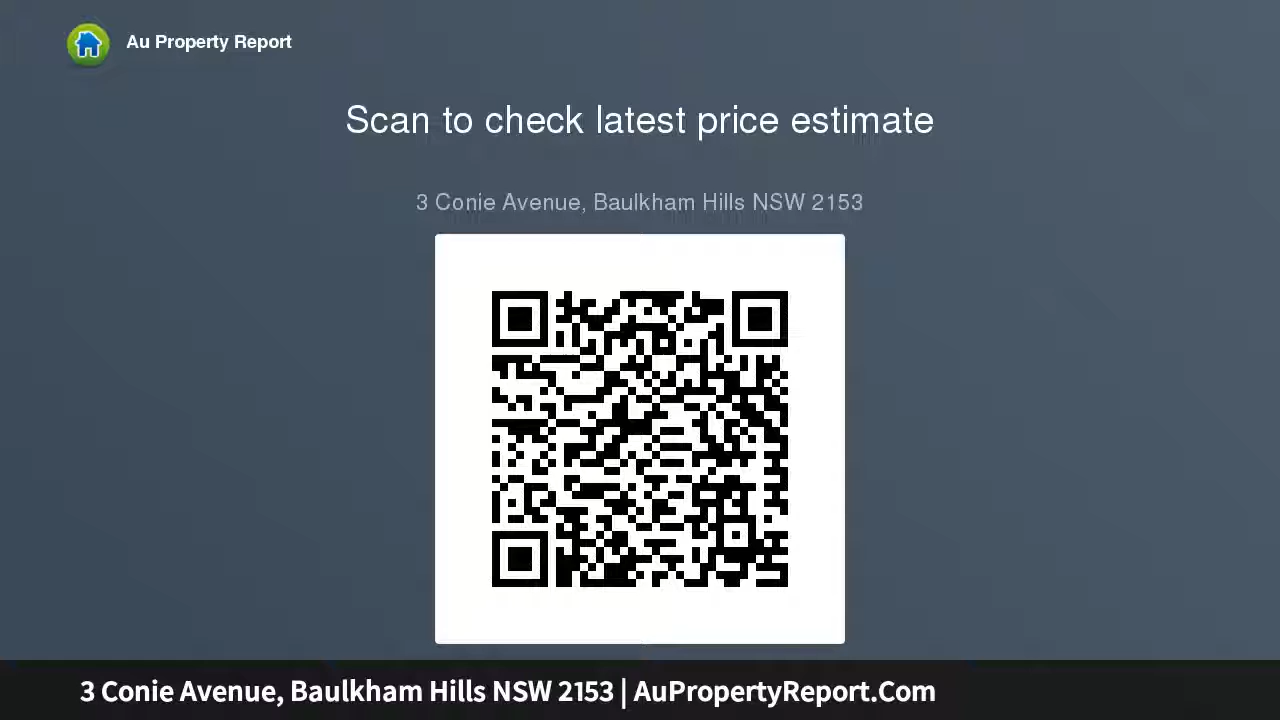 Au Property Report
Scan to check latest price estimate
3 Conie Avenue, Baulkham Hills NSW 2153
3 Conie Avenue, Baulkham Hills NSW 2153 | AuPropertyReport.Com